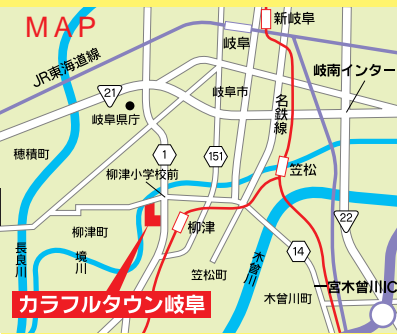 MAP
新岐阜
岐阜
JR東海道線
岐南インター
21
岐阜市
名鉄線
岐阜県庁
穂積町
1
151
柳津小学校前
笠松
柳津町
柳津
22
長良川
境川
木曽川
14
笠松町
一宮木曽川IC
木曽川町
カラフルタウン岐阜